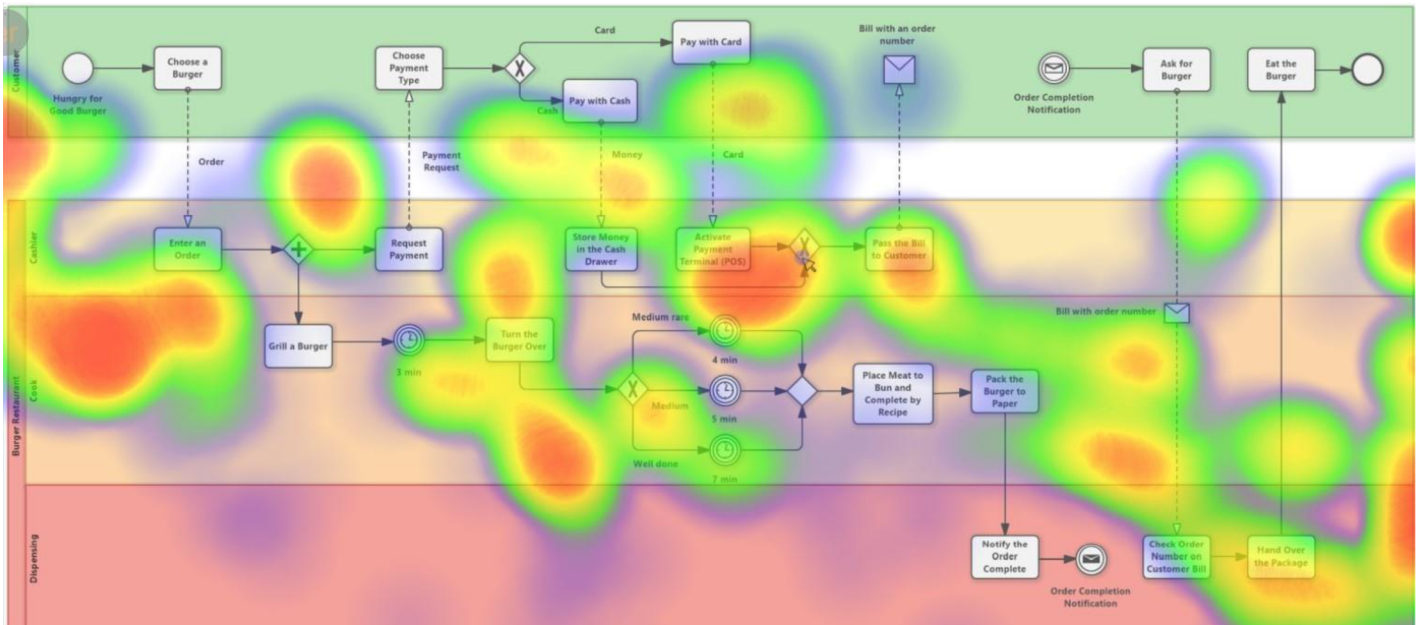 Customer
Hungry for
Good Burger
Choose a
Burger
Order
Choose
Payment
Type
Payment
Request
Card
Cash
Pay with Card
Pay with Cash
Money
Card
Bill with an order
number
Order Completion
Notification
Ask for
Burger
Eat the
Burger
Burger Restaurant
Cashier
Enter an
Order
Request
Payment
Store Money
in the Cash
Drawer
Activate
Payment
Terminal (POS)
Pass the Bill
to Customer
Cook
Grill a Burger
3 min
Turn the
Burger Over
Medium rare
4 min
Medium
5 min
Well done
7 min
Place Meat to
Bun and
Complete by
Recipe
Pack the
Burger to
Paper
Bill with order number
Dispensing
Notify the
Order
Complete
Order Completion
Notification
Check Order
Number on
Customer Bill
Hand Over
the Package